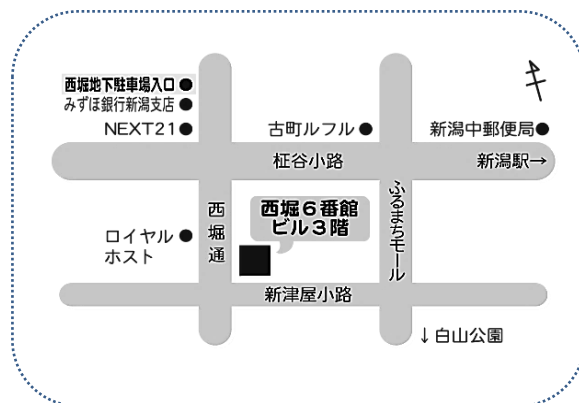 西堀地下駐車場入口●
みずほ銀行新潟支店●
NEXT21●
古町ルフル●
新潟中郵便局●
柾谷小路
新潟駅→
西堀通
西堀6番館
ビル3階
ふるまちモール
ロイヤル●
ホスト
新津屋小路
↓白山公園